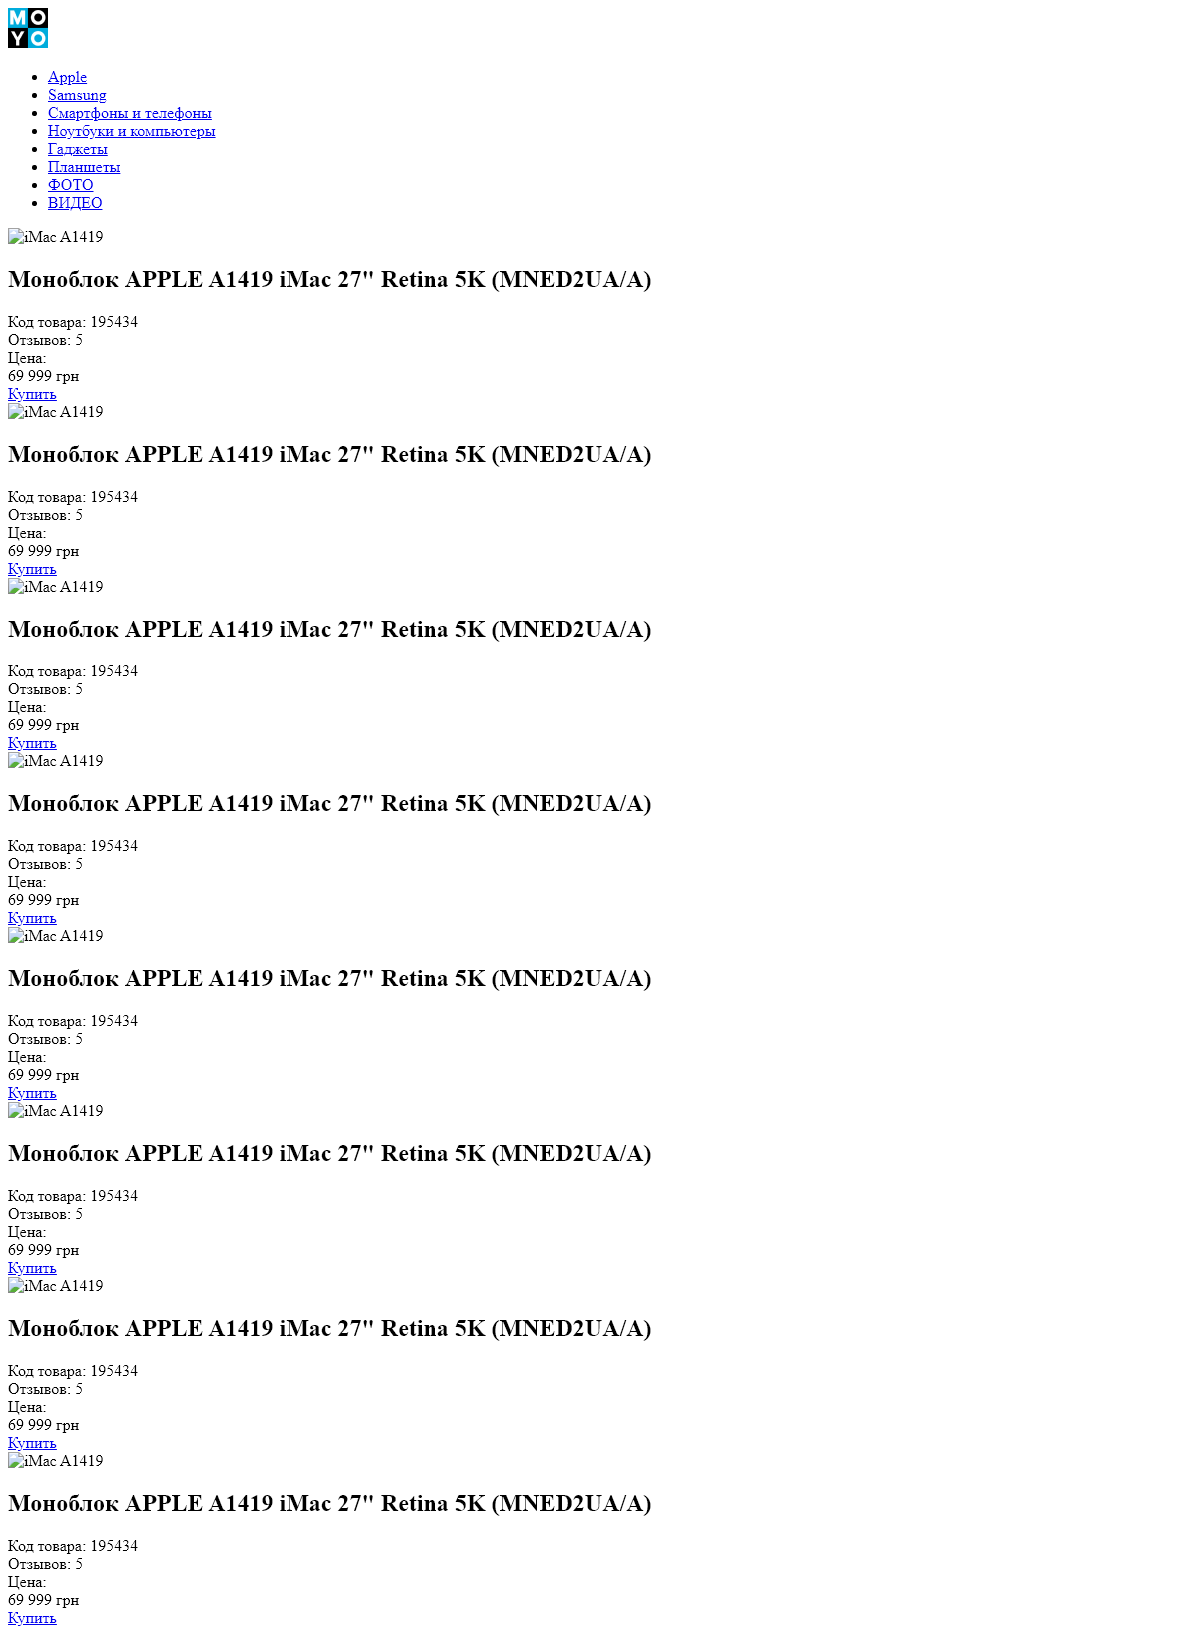 MO
YO
Apple
Samsung
Смартфоны и телефоны
Ноутбуки и компьютеры
Гаджеты
Планшеты
ФОТО
ВИДЕО
iMac A1419
Моноблок APPLE A1419 iMac 27" Retina 5K (MNED2UA/A)
Код товара: 195434
Отзывов: 5
Цена:
69 999 грн
Купить
iMac A1419
Моноблок APPLE A1419 iMac 27" Retina 5K (MNED2UA/A)
Код товара: 195434
Отзывов: 5
Цена:
69 999 грн
Купить
iMac A1419
Моноблок APPLE A1419 iMac 27" Retina 5K (MNED2UA/A)
Код товара: 195434
Отзывов: 5
Цена:
69 999 грн
Купить
iMac A1419
Моноблок APPLE A1419 iMac 27" Retina 5K (MNED2UA/A)
Код товара: 195434
Отзывов: 5
Цена:
69 999 грн
Купить
iMac A1419
Моноблок APPLE A1419 iMac 27" Retina 5K (MNED2UA/A)
Код товара: 195434
Отзывов: 5
Цена:
69 999 грн
Купить
iMac A1419
Моноблок APPLE A1419 iMac 27" Retina 5K (MNED2UA/A)
Код товара: 195434
Отзывов: 5
Цена:
69 999 грн
Купить
iMac A1419
Моноблок APPLE A1419 iMac 27" Retina 5K (MNED2UA/A)
Код товара: 195434
Отзывов: 5
Цена:
69 999 грн
Купить
iMac A1419
Моноблок APPLE A1419 iMac 27" Retina 5K (MNED2UA/A)
Код товара: 195434
Отзывов: 5
Цена:
69 999 грн
Купить